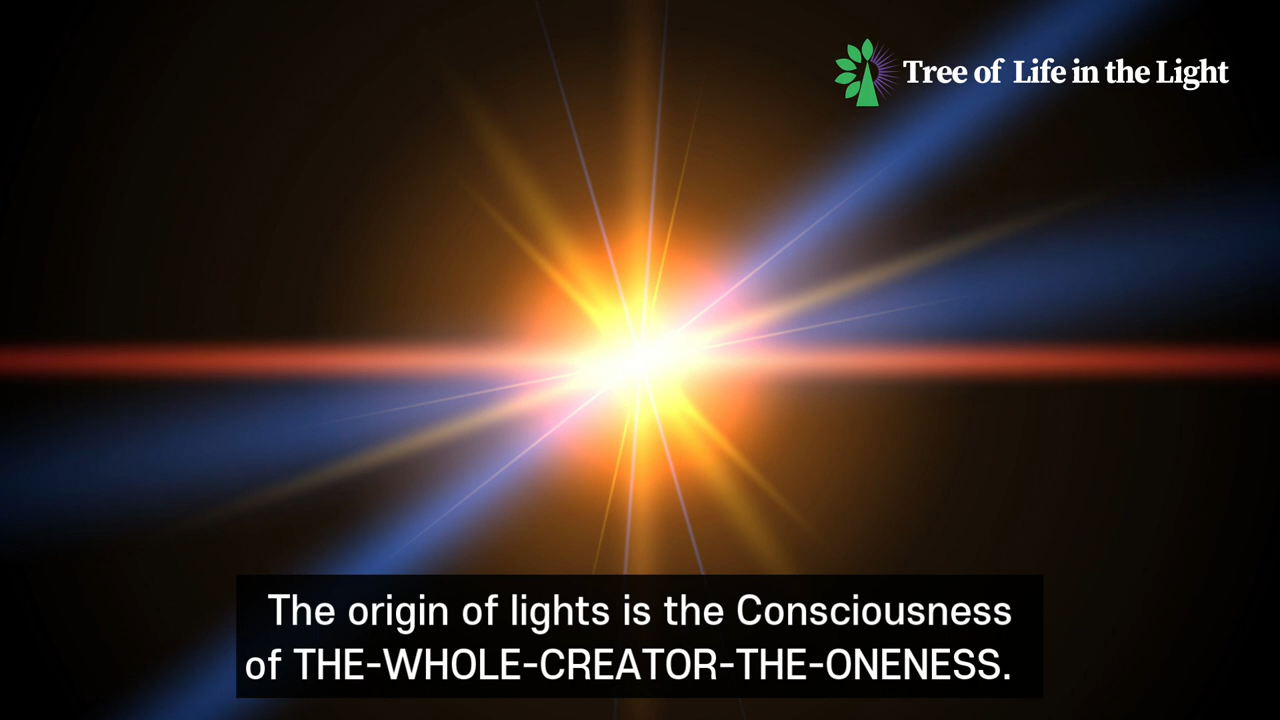 Tree of Life in the Light
The origin of lights is the Consciousness
of THE-WHOLE-CREATOR-THE-ONENESS.